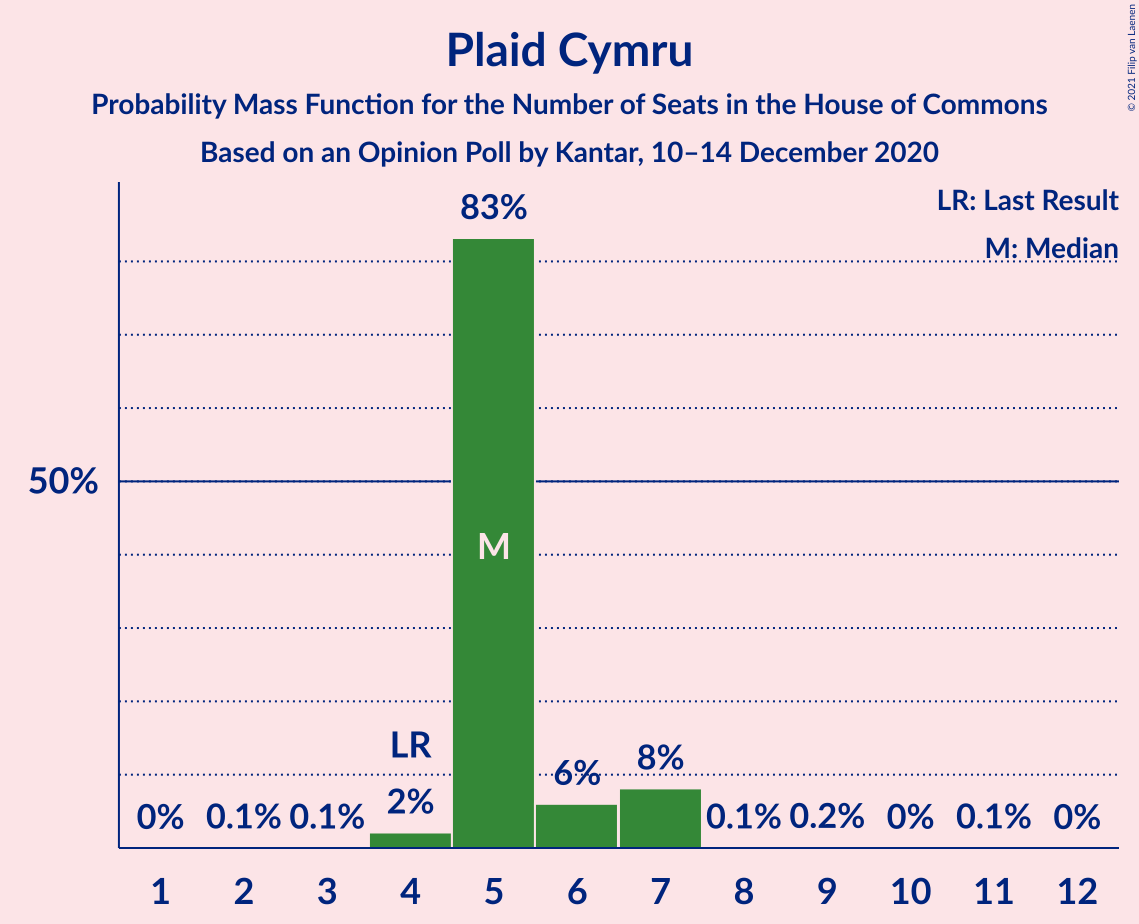 Plaid Cymru
Probability Mass Function for the Number of Seats in the House of Commons
Based on an Opinion Poll by Kantar, 10–14 December 2020
© 2021 Filip van Laenen
LR: Last Result
M: Median
83%
50%
M
LR
0% 0.1% 0.1% 2% 6% 8% 0.1% 0.2% 0% 0.1% 0%
1 2 3 4 5 6 7 8 9 10 11 12